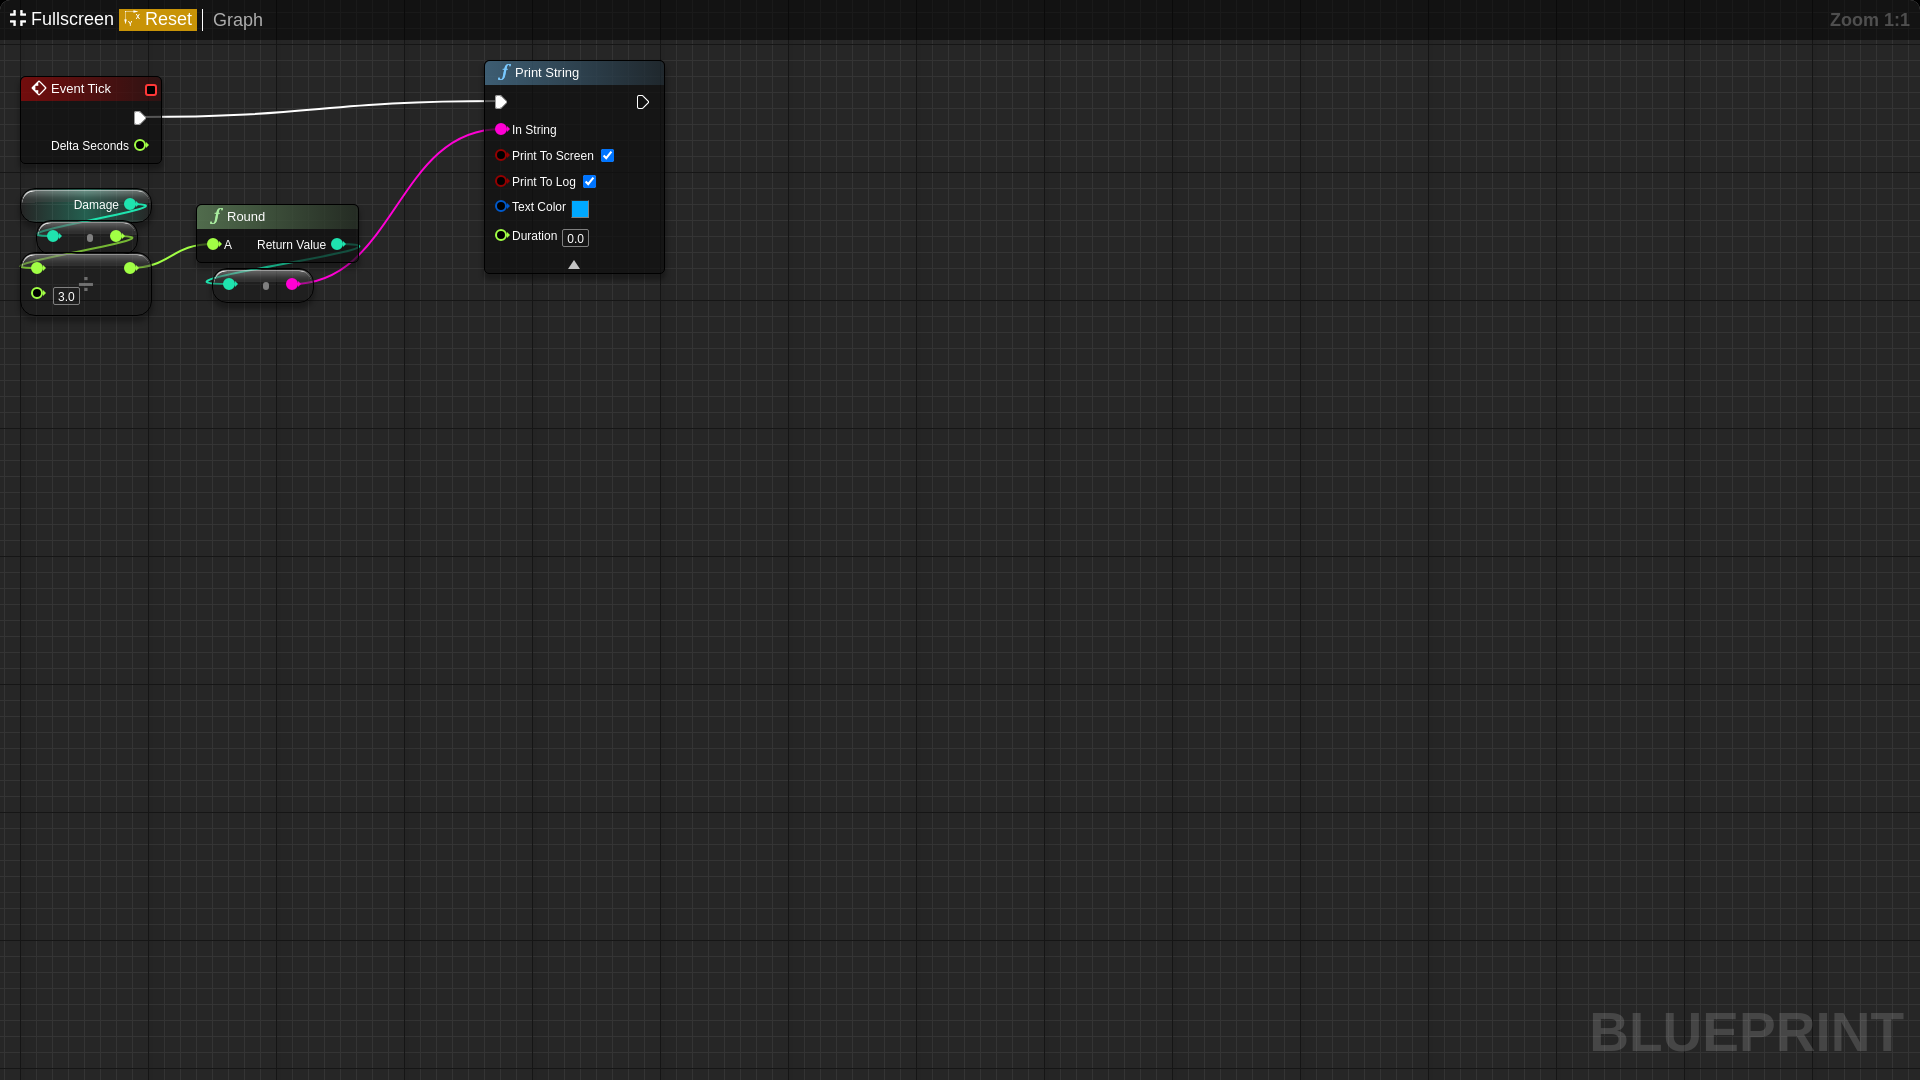 Fullscreen Reset Graph Zoom 1:1
Event Tick
Delta Seconds
Damage
3.0
Round
A Return Value
Print String
In String
Print To Screen
Print To Log
Text Color
Duration 0.0
BLUEPRINT